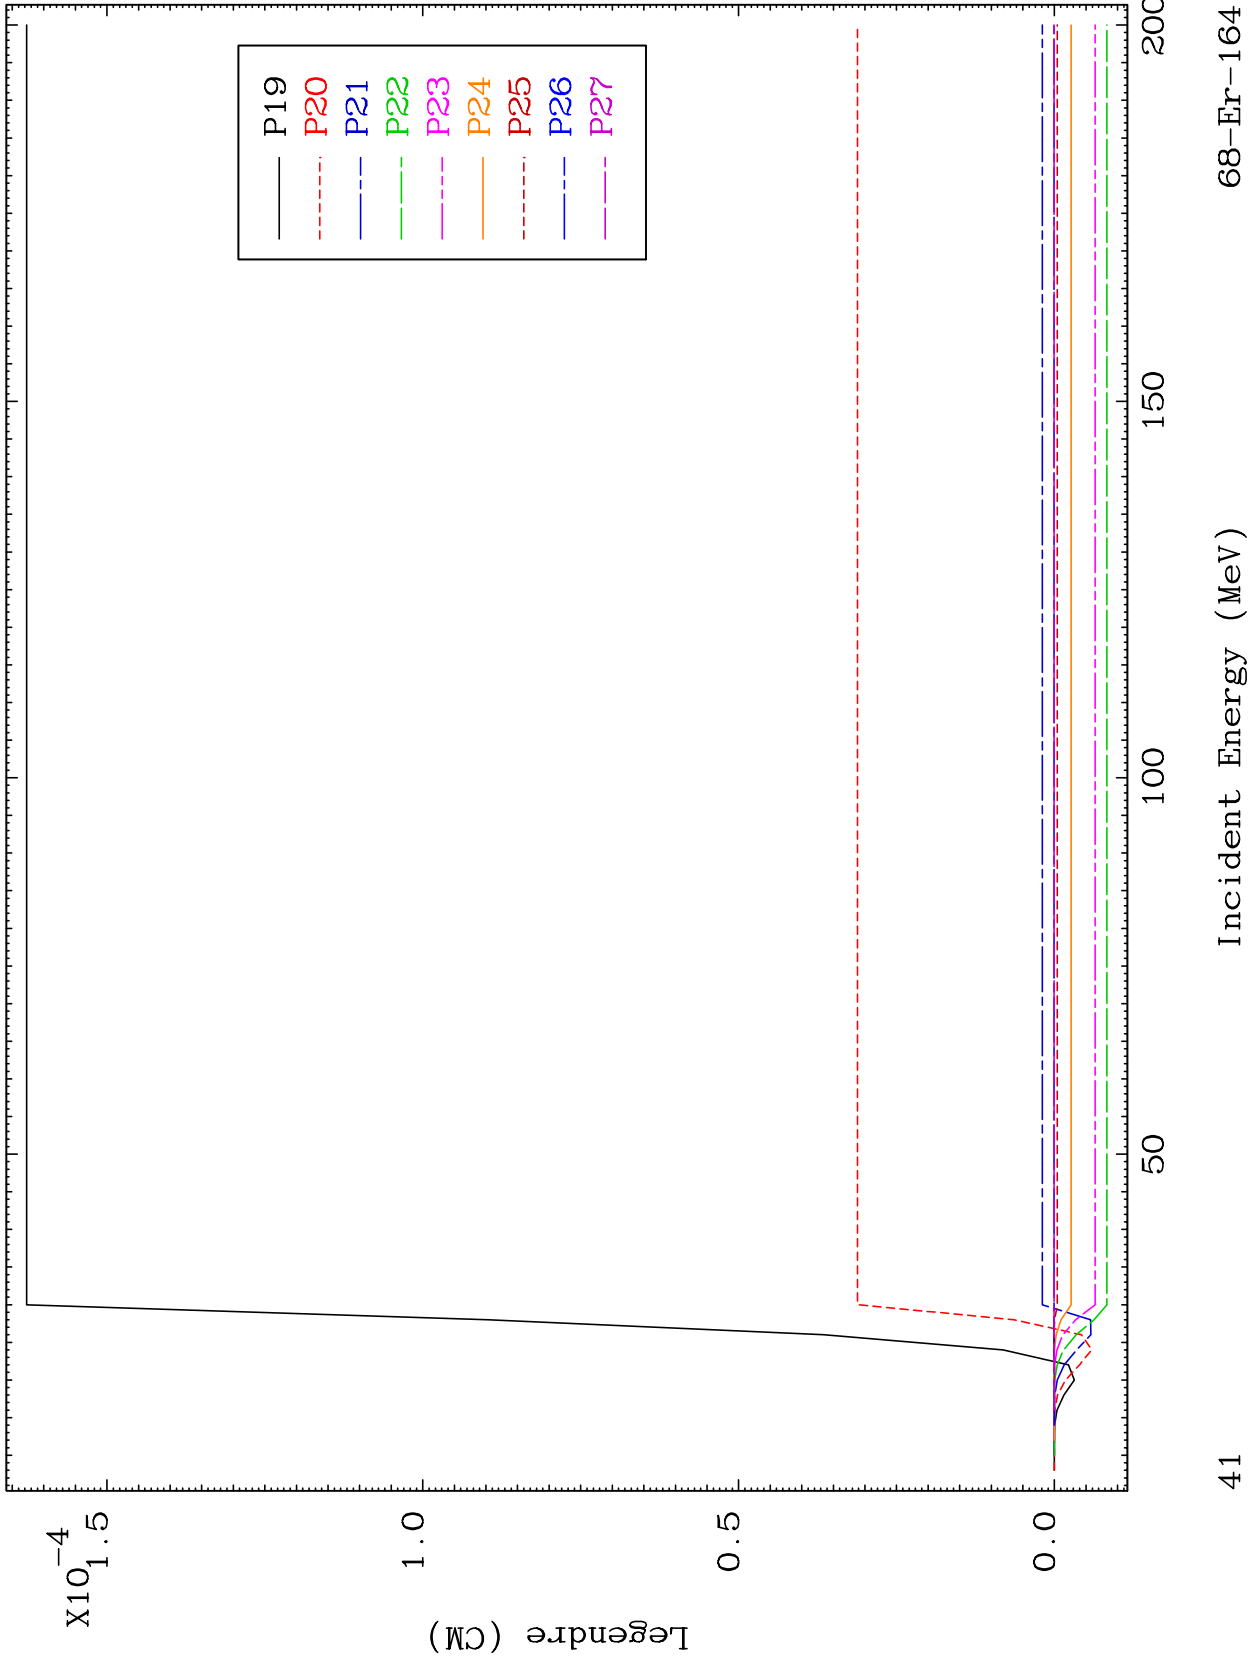 X10-4
1.5
1.0
0.5
0.0
Legendre (CM)
P19
P20
P21
P22
P23
P24
P25
P26
P27
50
100
150
200
Incident Energy (MeV)
41
68-Er-164